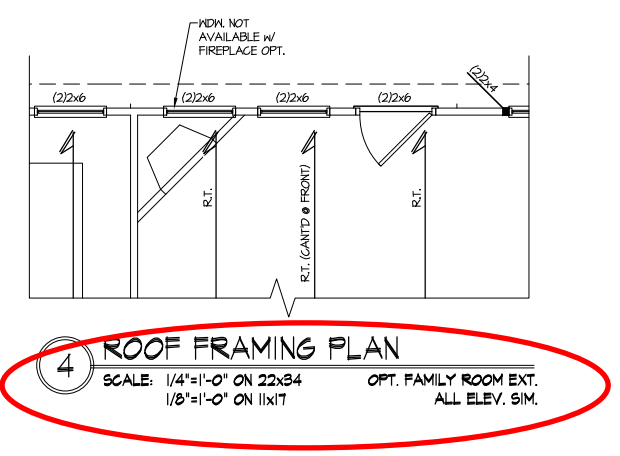 WDW. NOT
AVAILABLE W/
FIREPLACE OPT.
(2)2x4
(2)2x6
(2)2x6
(2)2x6
(2)2x6
R.T.
R.T. (CANT'D @ FRONT)
R.T.
4
ROOF FRAMING PLAN
SCALE: 1/4"=1'-0" ON 22x34
OPT. FAMILY ROOM EXT.
1/8"=1'-0" ON 11x17
ALL ELEV. SIM.